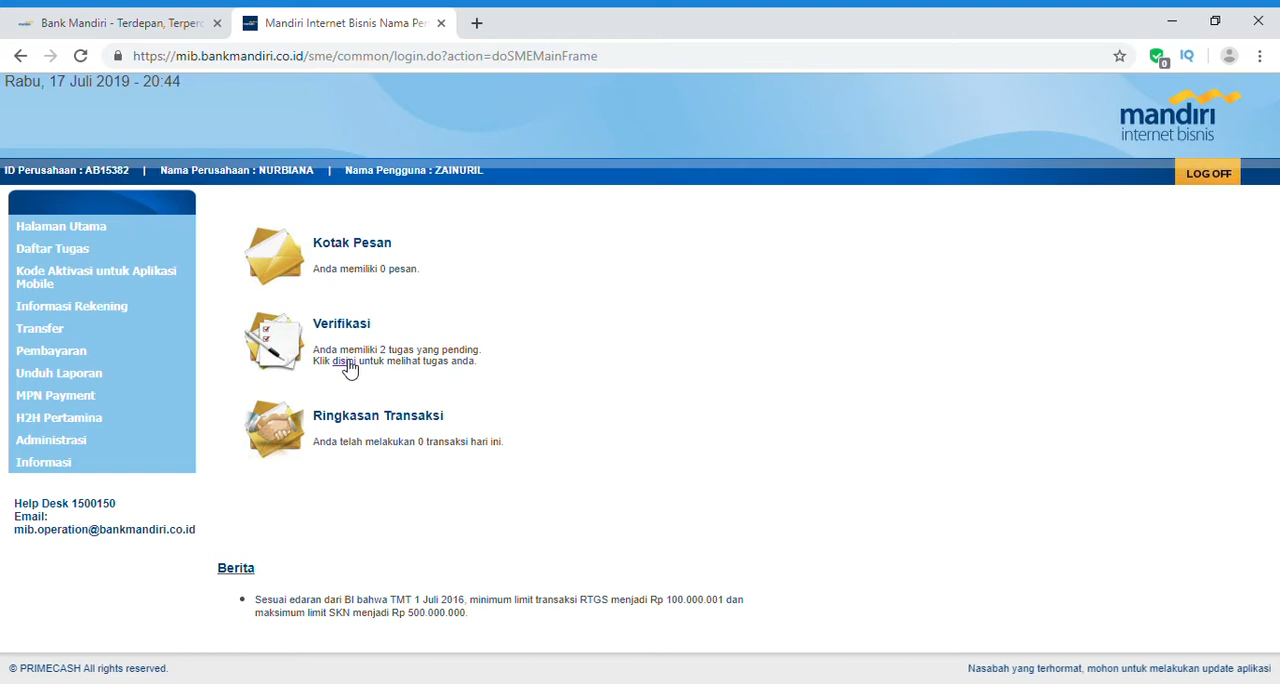 Bank Mandiri - Terdepan, Terperc
Mandiri Internet Bisnis Nama Per
https://mib.bankmandiri.co.id/sme/common/login.do?action=doSMEMainFrame
0
IQ
Rabu, 17 Juli 2019 - 20:44
mandiri
internet bisnis
ID Perusahaan : AB15382 | Nama Perusahaan : NURBIANA | Nama Pengguna : ZAINURIL
LOG OFF
Halaman Utama
Daftar Tugas
Kode Aktivasi untuk Aplikasi
Mobile
Informasi Rekening
Transfer
Pembayaran
Unduh Laporan
MPN Payment
H2H Pertamina
Administrasi
Informasi
Help Desk 1500150
Email:
mib.operation@bankmandiri.co.id
Kotak Pesan
Anda memiliki 0 pesan.
Verifikasi
Anda memiliki 2 tugas yang pending.
Klik disini untuk melihat tugas anda.
Ringkasan Transaksi
Anda telah melakukan 0 transaksi hari ini.
Berita
Sesuai edaran dari BI bahwa TMT 1 Juli 2016, minimum limit transaksi RTGS menjadi Rp 100.000.001 dan
maksimum limit SKN menjadi Rp 500.000.000.
© PRIMECASH All rights reserved.
Nasabah yang terhormat, mohon untuk melakukan update aplikasi